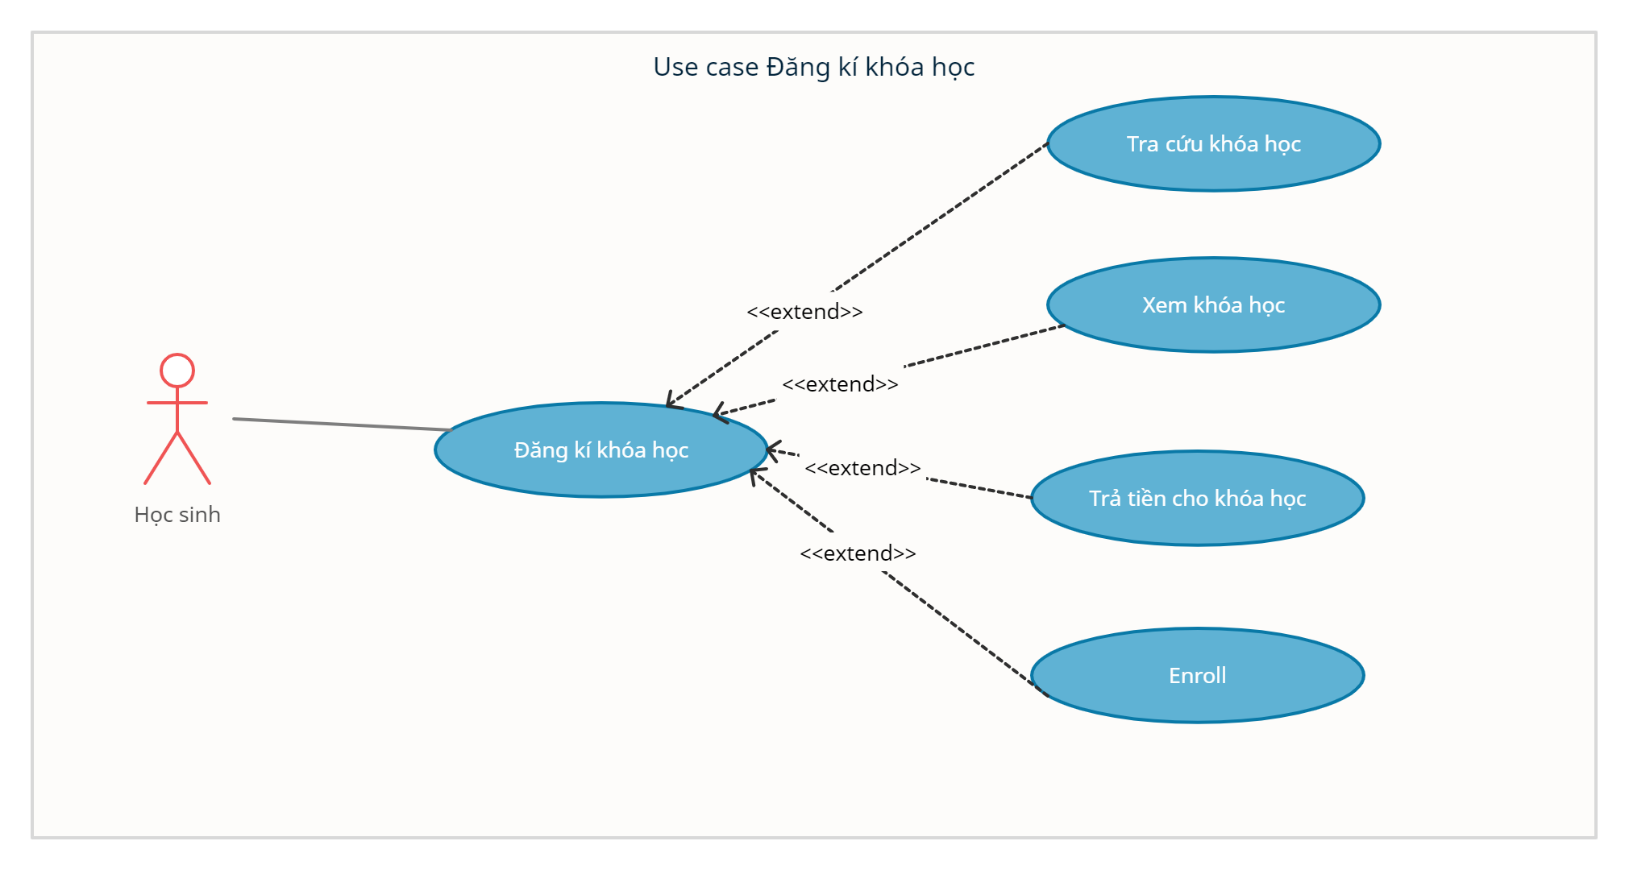 Use case Đăng kí khóa học
Tra cứu khóa học
<<extend>>
Xem khóa học
<<extend>>
Đăng kí khóa học
<<extend>>
Trả tiền cho khóa học
Học sinh
<<extend>>
Enroll